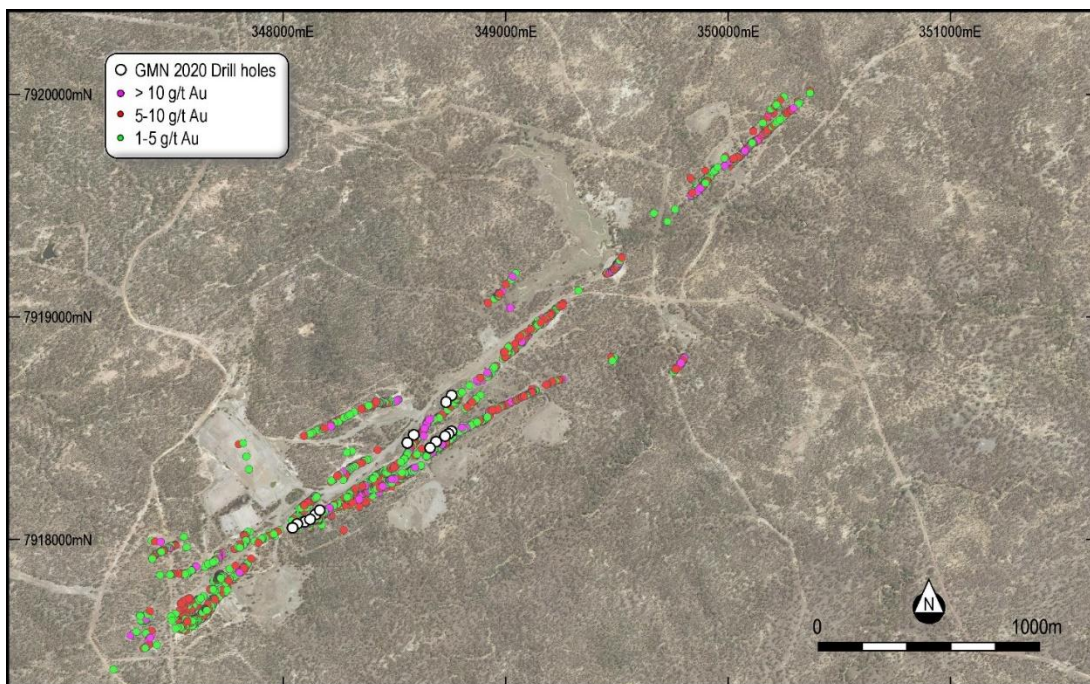 348000mE
349000mE
350000mE
351000mE
GMN 2020 Drill holes
> 10 g/t Au
5-10 g/t Au
1-5 g/t Au
7920000mN
7919000mN
7918000mN
N
0
1000m